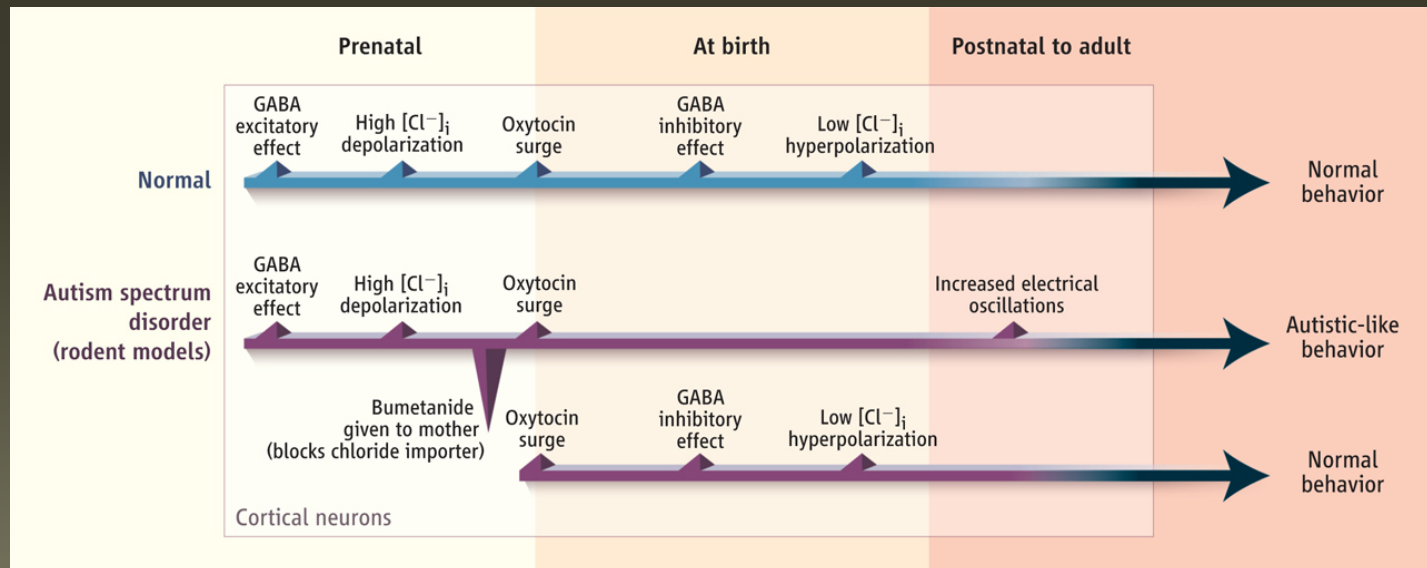 Prenatal
At birth
Postnatal to adult
GABA
excitatory
effect
High [Cl⁻]ᵢ
depolarization
Oxytocin
surge
GABA
inhibitory
effect
Low [Cl⁻]ᵢ
hyperpolarization
Normal
Normal
behavior
GABA
excitatory
effect
High [Cl⁻]ᵢ
depolarization
Oxytocin
surge
Increased electrical
oscillations
Autism spectrum
disorder
(rodent models)
Autistic-like
behavior
Bumetanide
given to mother
(blocks chloride importer)
Oxytocin
surge
GABA
inhibitory
effect
Low [Cl⁻]ᵢ
hyperpolarization
Normal
behavior
Cortical neurons